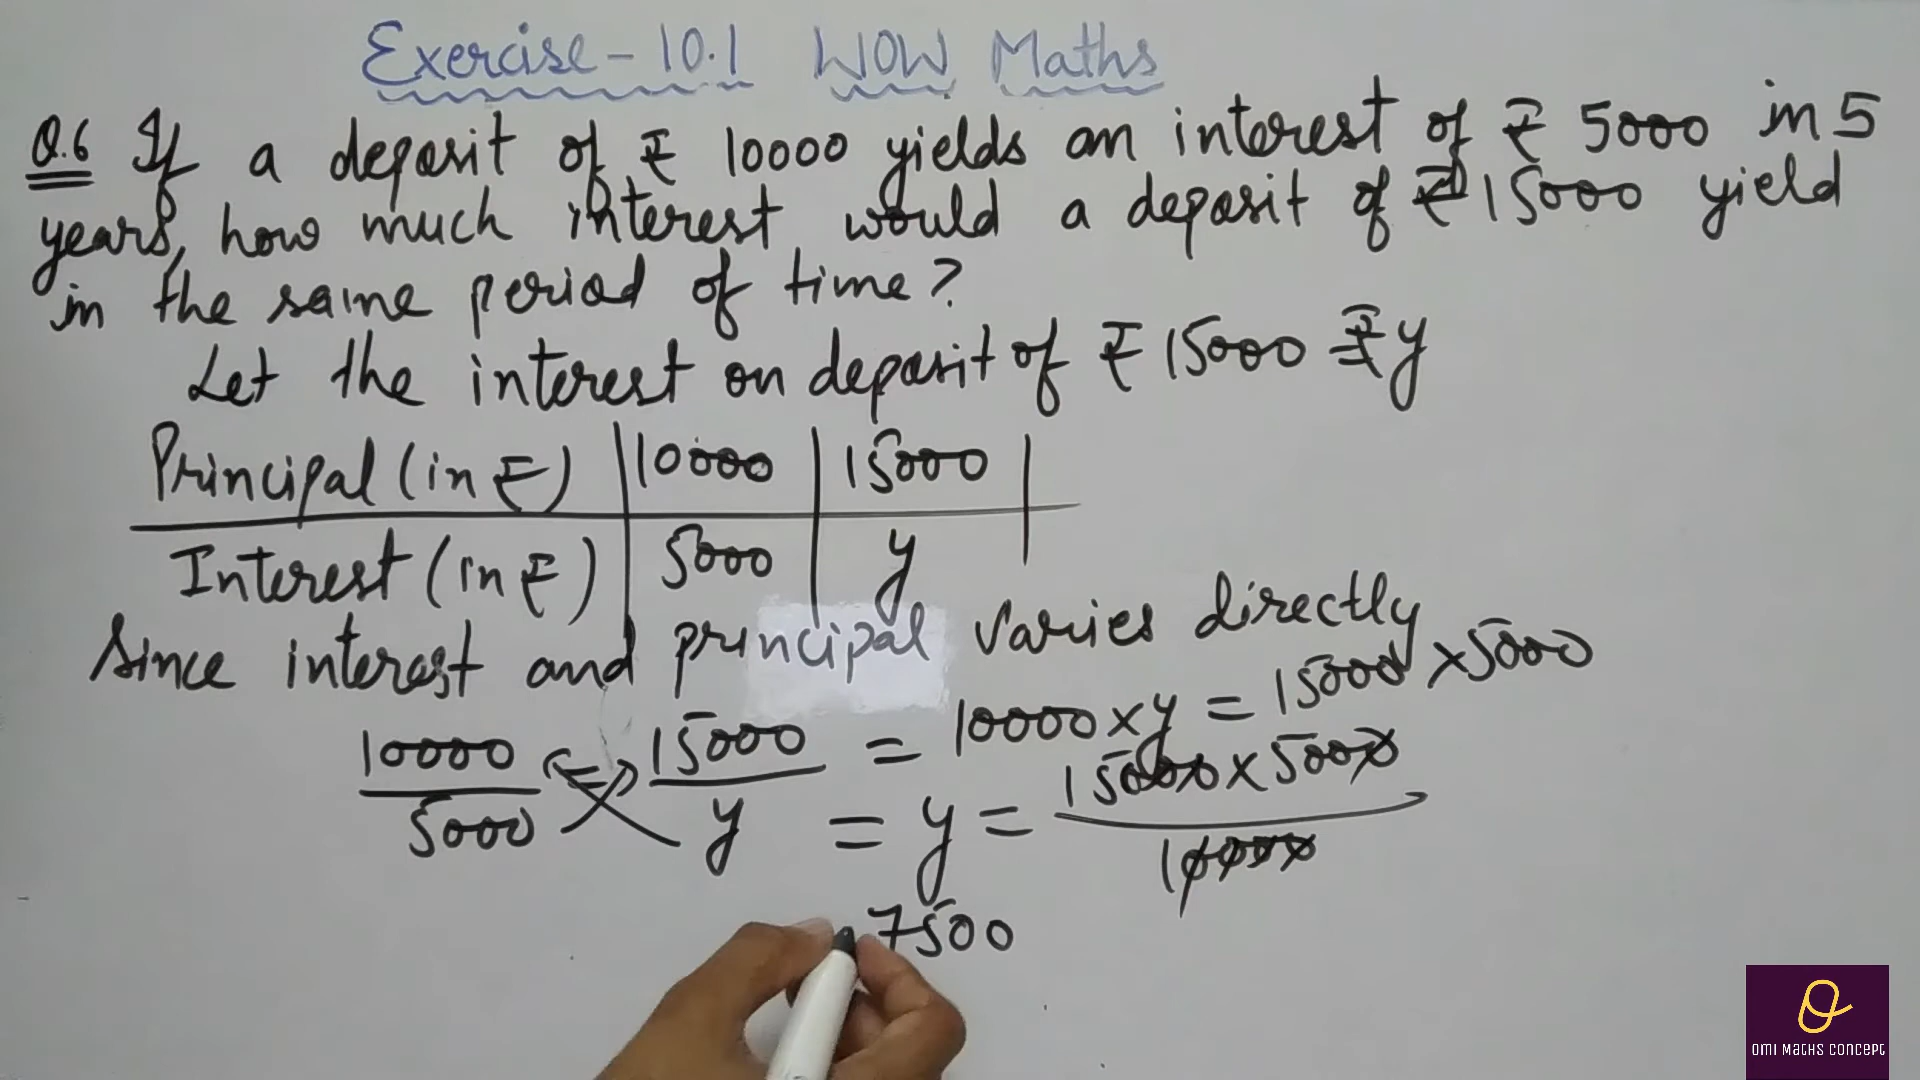 Exercise - 10.1 WOW Maths
Q.6 If a deposit of ₹ 10000 yields an interest of ₹ 5000 in 5
years, how much interest would a deposit of ₹ 15000 yield
in the same period of time?
Let the interest on deposit of ₹ 15000 = ₹ y
Principal (in ₹) | 10000 | 15000 |
Interest (in ₹) | 5000 | y
Since interest and principal varies directly
10000/5000 = 15000/y = 10000 × y = 15000 × 5000
= y = 15000 × 5000 / 10000
7500
OMI MATHS CONCEPT